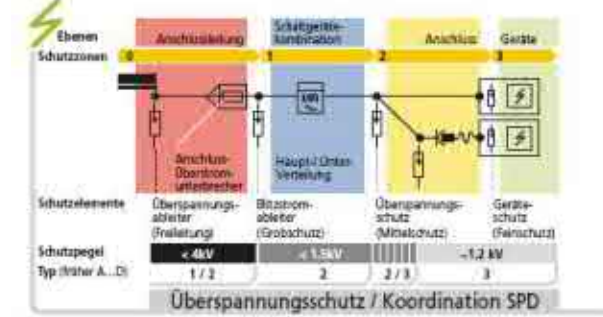 Ebenen
Anschlussleitung
Schaltgeräte-
kombination
Anschluss
Geräte
Schutzzonen
0
1
2
3
kWh
Anschluss-
Überstrom-
unterbrecher
Haupt-/ Unter-
Verteilung
Schutzelemente
Überspannungs-
ableiter
(Freileitung)
Blitzstrom-
ableiter
(Grobschutz)
Überspannungs-
schutz
(Mittelschutz)
Geräte-
schutz
(Feinschutz)
Schutzpegel
< 4kV
< 1.5kV
~1,2 kV
Typ (früher A...D)
1 / 2
2
2 / 3
3
Überspannungsschutz / Koordination SPD